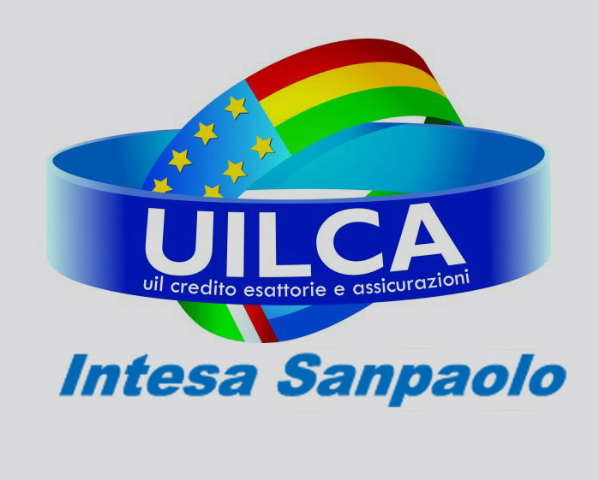 UILCA
uil credito esattorie e assicurazioni
Intesa Sanpaolo